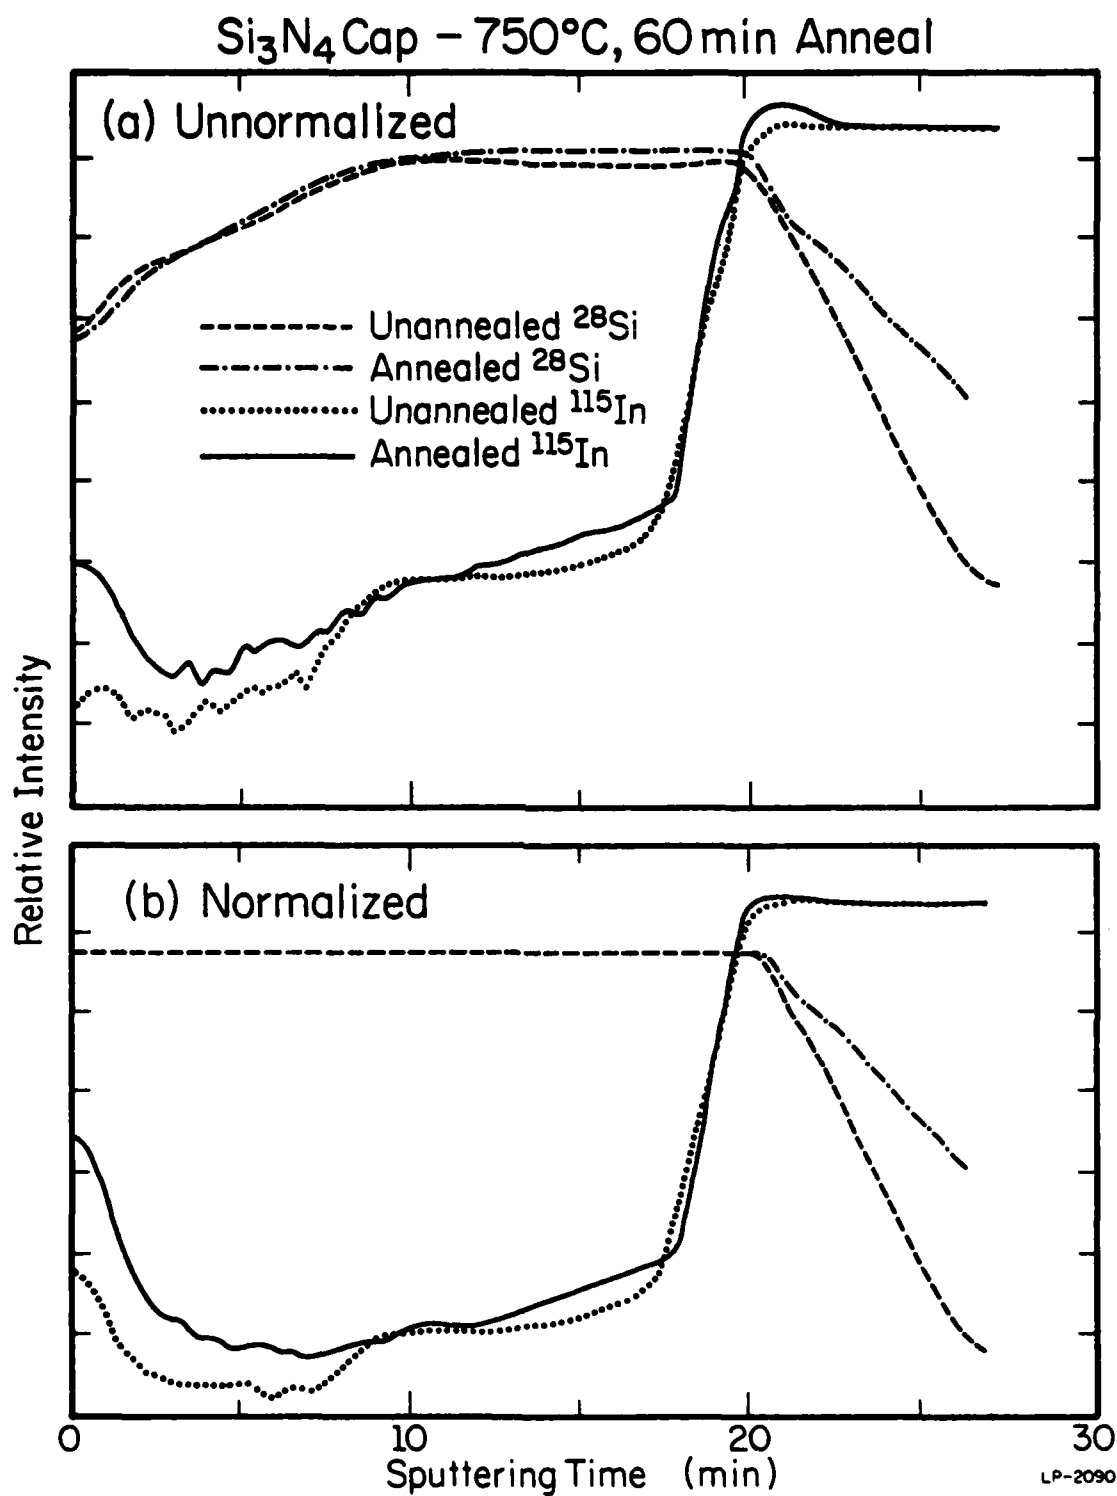 Si₃N₄ Cap – 750°C, 60 min Anneal
(a) Unnormalized
Unannealed ²⁸Si
Annealed ²⁸Si
Unannealed ¹¹⁵In
Annealed ¹¹⁵In
Relative Intensity
(b) Normalized
0 10 20 30
Sputtering Time (min)
LP-2090